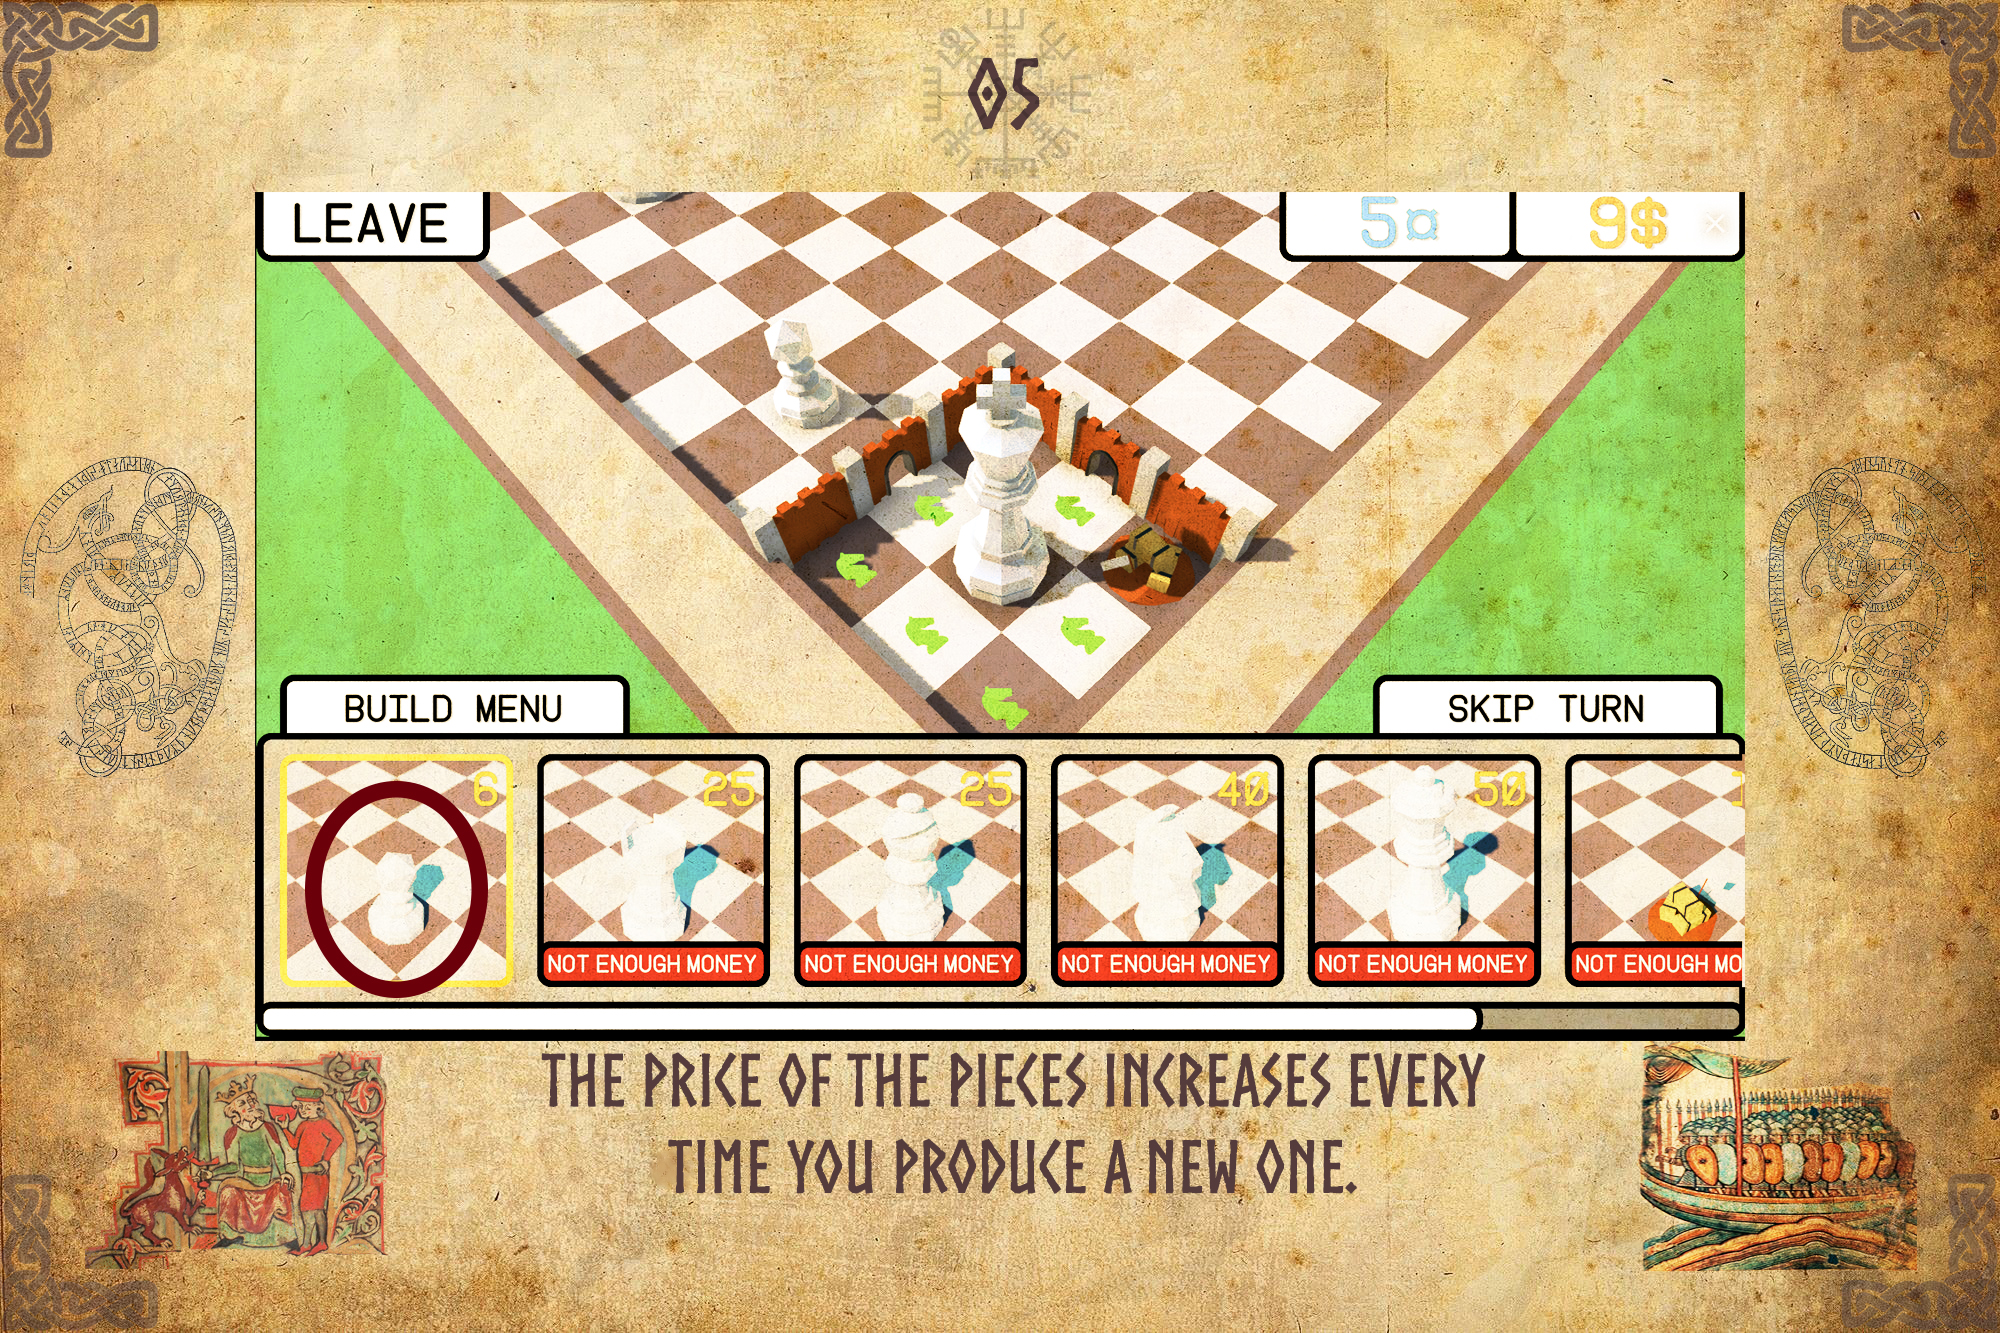 05
LEAVE
5¤
9$
BUILD MENU
SKIP TURN
6
25
25
40
50
NOT ENOUGH MONEY
NOT ENOUGH MONEY
NOT ENOUGH MONEY
NOT ENOUGH MONEY
NOT ENOUGH MO
THE PRICE OF THE PIECES INCREASES EVERY
TIME YOU PRODUCE A NEW ONE.